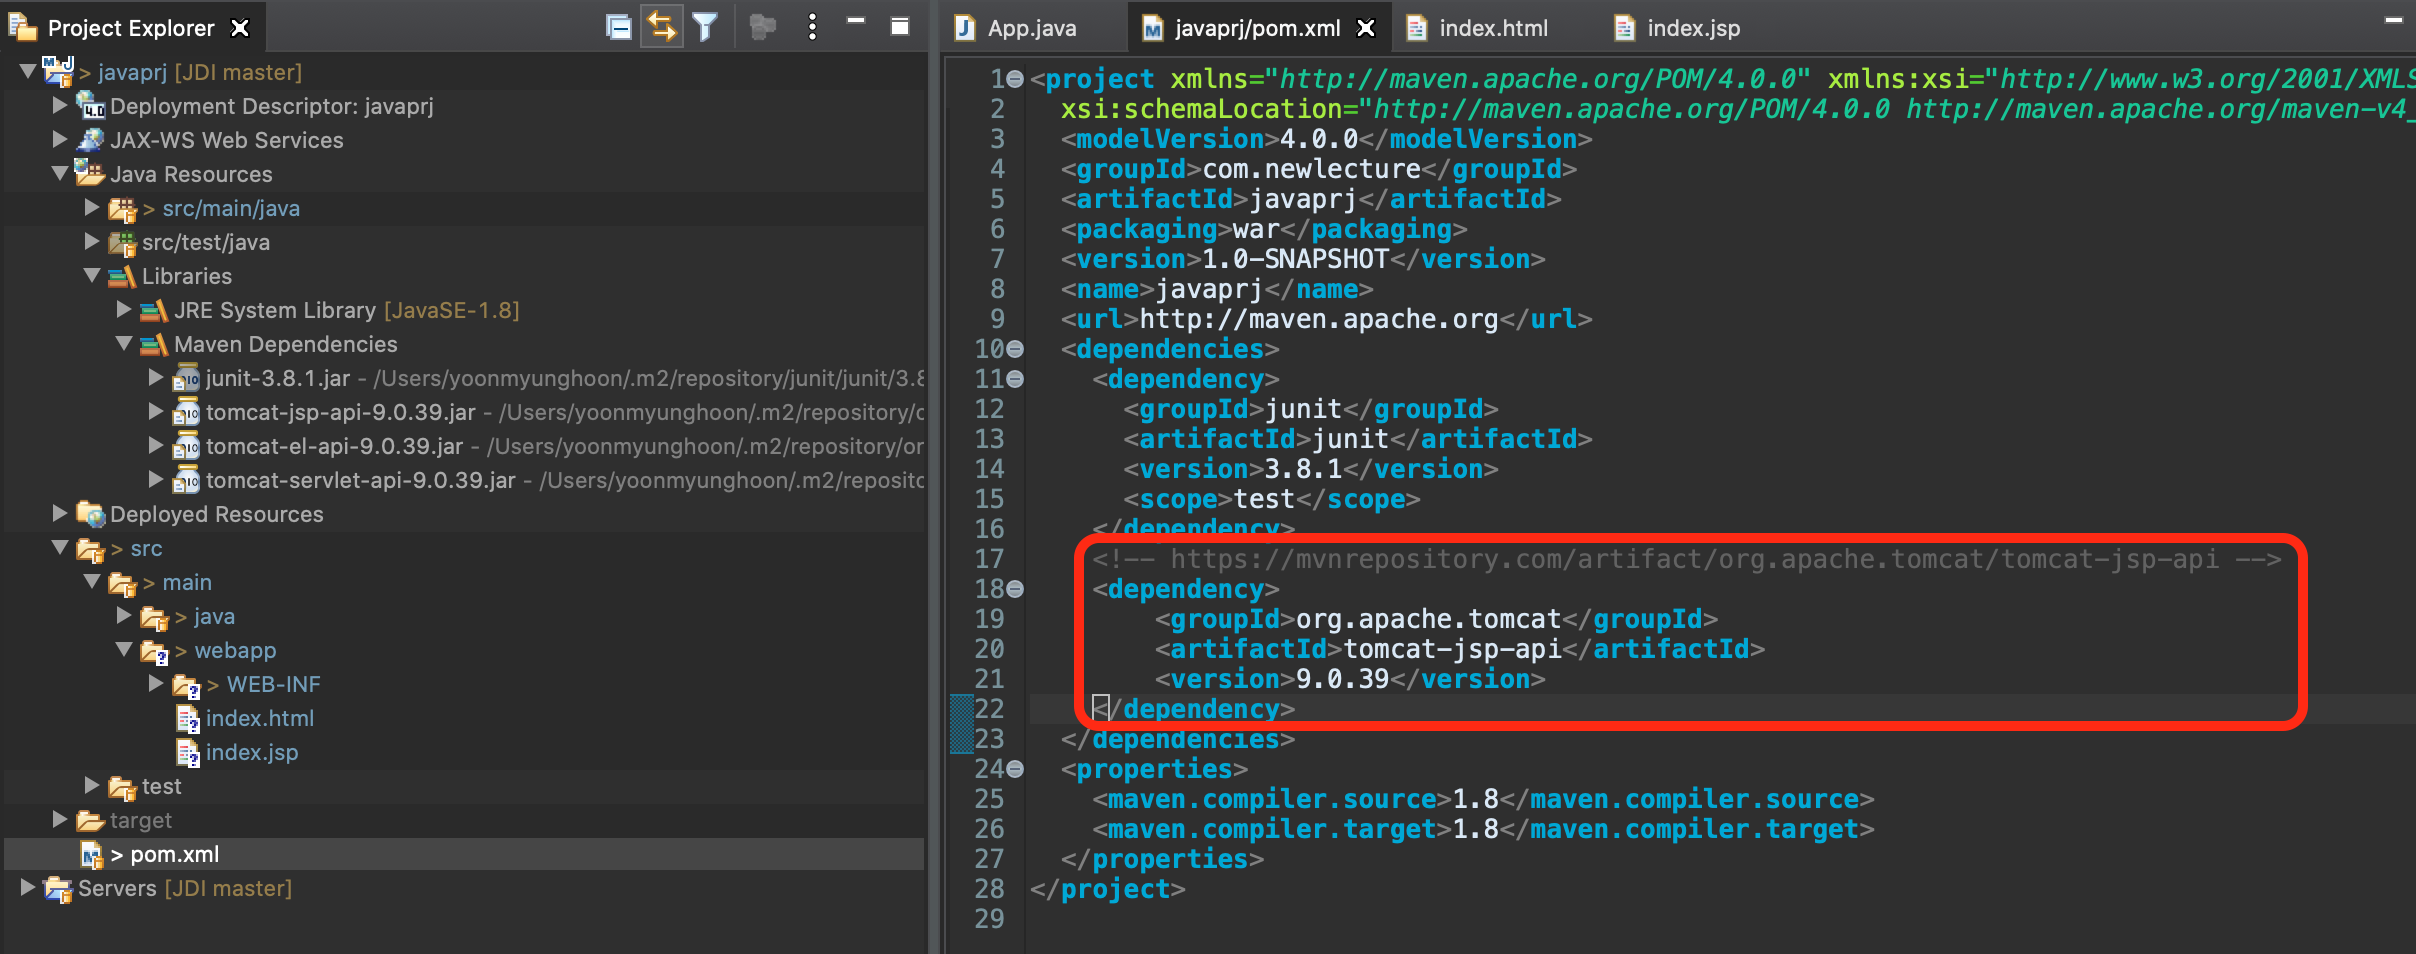 Project Explorer
> javaprj [JDI master]
Deployment Descriptor: javaprj
JAX-WS Web Services
Java Resources
> src/main/java
src/test/java
Libraries
JRE System Library [JavaSE-1.8]
Maven Dependencies
junit-3.8.1.jar - /Users/yoonmyunghoon/.m2/repository/junit/junit/3.8
tomcat-jsp-api-9.0.39.jar - /Users/yoonmyunghoon/.m2/repository/o
tomcat-el-api-9.0.39.jar - /Users/yoonmyunghoon/.m2/repository/or
tomcat-servlet-api-9.0.39.jar - /Users/yoonmyunghoon/.m2/reposito
Deployed Resources
> src
> main
> java
> webapp
> WEB-INF
index.html
index.jsp
test
target
> pom.xml
Servers [JDI master]
App.java
javaprj/pom.xml
index.html
index.jsp
1 <project xmlns="http://maven.apache.org/POM/4.0.0" xmlns:xsi="http://www.w3.org/2001/XMLS
2 xsi:schemaLocation="http://maven.apache.org/POM/4.0.0 http://maven.apache.org/maven-v4_
3 <modelVersion>4.0.0</modelVersion>
4 <groupId>com.newlecture</groupId>
5 <artifactId>javaprj</artifactId>
6 <packaging>war</packaging>
7 <version>1.0-SNAPSHOT</version>
8 <name>javaprj</name>
9 <url>http://maven.apache.org</url>
10 <dependencies>
11 <dependency>
12 <groupId>junit</groupId>
13 <artifactId>junit</artifactId>
14 <version>3.8.1</version>
15 <scope>test</scope>
16 </dependency>
17 <!-- https://mvnrepository.com/artifact/org.apache.tomcat/tomcat-jsp-api -->
18 <dependency>
19 <groupId>org.apache.tomcat</groupId>
20 <artifactId>tomcat-jsp-api</artifactId>
21 <version>9.0.39</version>
22 </dependency>
23 </dependencies>
24 <properties>
25 <maven.compiler.source>1.8</maven.compiler.source>
26 <maven.compiler.target>1.8</maven.compiler.target>
27 </properties>
28 </project>
29